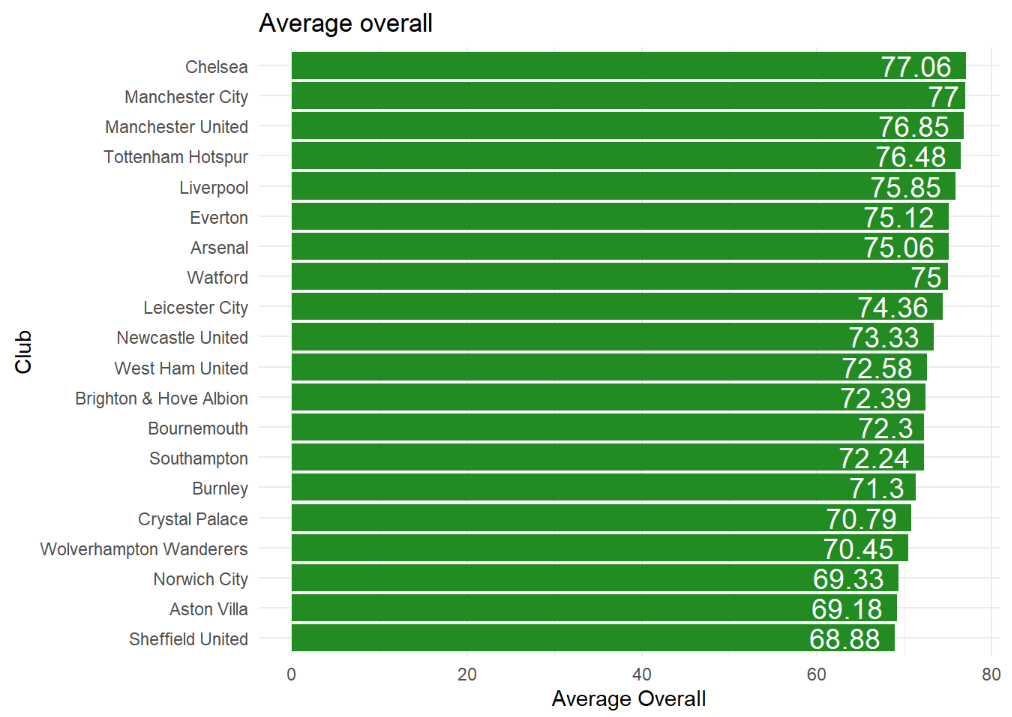 Average overall
Club
Chelsea 77.06
Manchester City 77
Manchester United 76.85
Tottenham Hotspur 76.48
Liverpool 75.85
Everton 75.12
Arsenal 75.06
Watford 75
Leicester City 74.36
Newcastle United 73.33
West Ham United 72.58
Brighton & Hove Albion 72.39
Bournemouth 72.3
Southampton 72.24
Burnley 71.3
Crystal Palace 70.79
Wolverhampton Wanderers 70.45
Norwich City 69.33
Aston Villa 69.18
Sheffield United 68.88
0 20 40 60 80
Average Overall